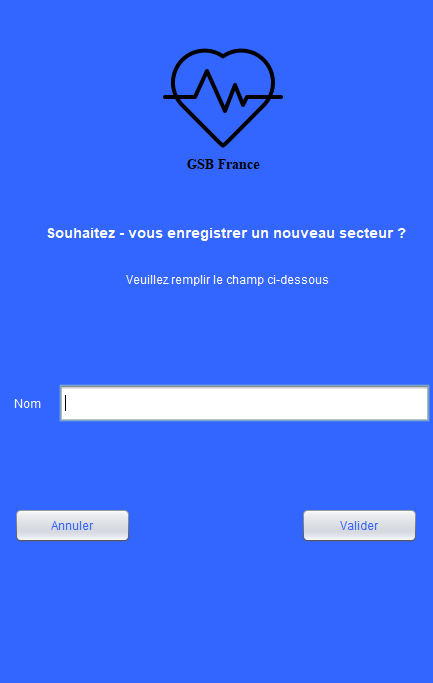 GSB France
Souhaitez - vous enregistrer un nouveau secteur ?
Veuillez remplir le champ ci-dessous
Nom
Annuler
Valider